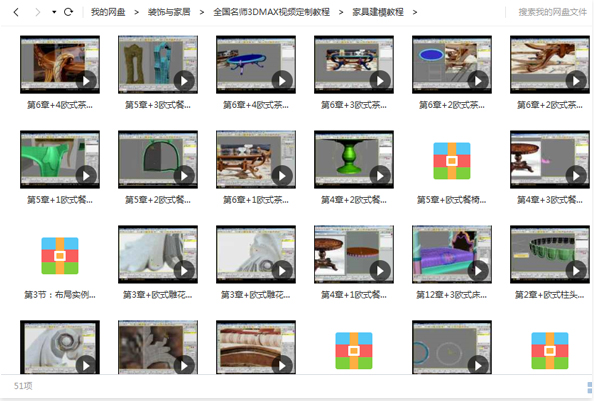 我的网盘 > 装饰与家居 > 全国名师3DMAX视频定制教程 > 家具建模教程 >
搜索我的网盘文件
第6章+4欧式茶...
第5章+3欧式餐...
第6章+4欧式茶...
第6章+3欧式茶...
第6章+2欧式茶...
第6章+2欧式茶...
第5章+1欧式餐...
第5章+2欧式餐...
第6章+1欧式茶...
第4章+2欧式餐...
第5章+欧式餐椅...
第4章+3欧式餐...
第3节：布局实例...
第3章+欧式雕花...
第3章+欧式雕花...
第4章+1欧式餐...
第12章+3欧式床...
第2章+欧式柱头...
51项